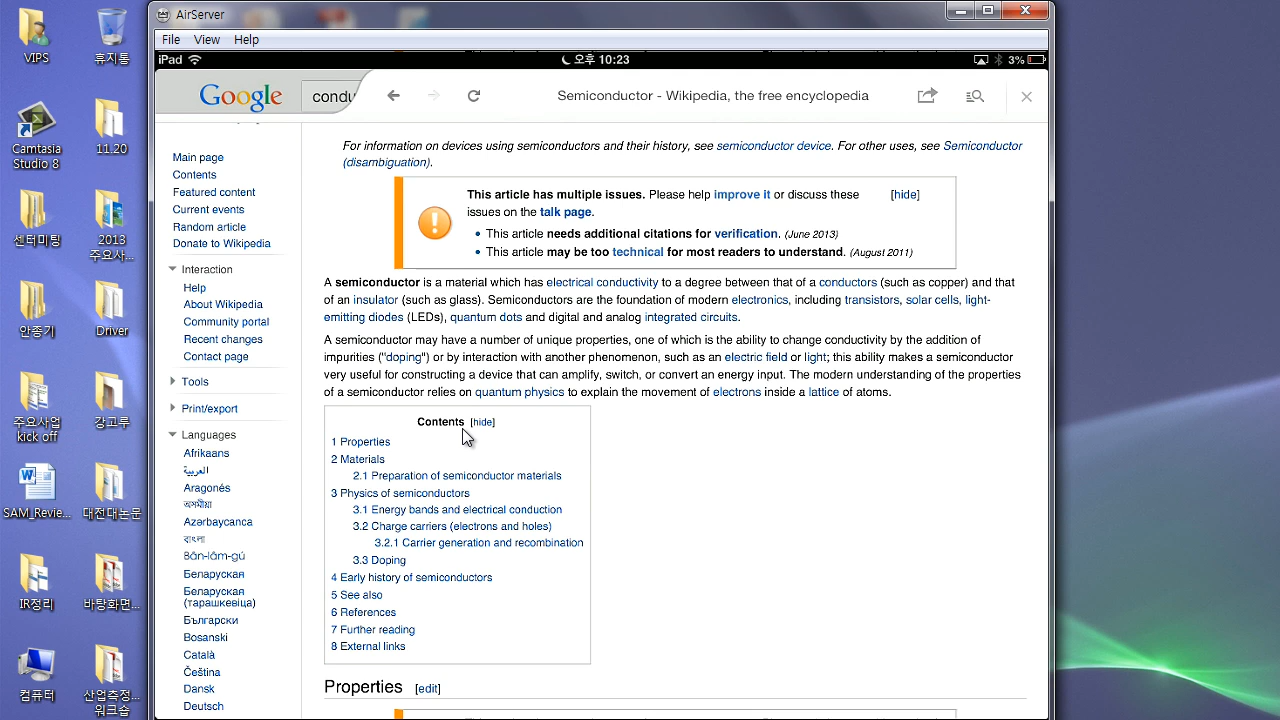 AirServer
File View Help
iPad 오후 10:23 3%
Google condu Semiconductor - Wikipedia, the free encyclopedia
For information on devices using semiconductors and their history, see semiconductor device. For other uses, see Semiconductor
(disambiguation).
This article has multiple issues. Please help improve it or discuss these [hide]
issues on the talk page.
• This article needs additional citations for verification. (June 2013)
• This article may be too technical for most readers to understand. (August 2011)
A semiconductor is a material which has electrical conductivity to a degree between that of a conductors (such as copper) and that
of an insulator (such as glass). Semiconductors are the foundation of modern electronics, including transistors, solar cells, light-
emitting diodes (LEDs), quantum dots and digital and analog integrated circuits.
A semiconductor may have a number of unique properties, one of which is the ability to change conductivity by the addition of
impurities ("doping") or by interaction with another phenomenon, such as an electric field or light; this ability makes a semiconductor
very useful for constructing a device that can amplify, switch, or convert an energy input. The modern understanding of the properties
of a semiconductor relies on quantum physics to explain the movement of electrons inside a lattice of atoms.
Contents [hide]
1 Properties
2 Materials
2.1 Preparation of semiconductor materials
3 Physics of semiconductors
3.1 Energy bands and electrical conduction
3.2 Charge carriers (electrons and holes)
3.2.1 Carrier generation and recombination
3.3 Doping
4 Early history of semiconductors
5 See also
6 References
7 Further reading
8 External links
Properties [edit]
Main page
Contents
Featured content
Current events
Random article
Donate to Wikipedia
Interaction
Help
About Wikipedia
Community portal
Recent changes
Contact page
Tools
Print/export
Languages
Afrikaans
العربية
Aragonés
অসমীয়া
Azərbaycanca
বাংলা
Bân-lâm-gú
Беларуская
Беларуская
(тарашкевіца)
Български
Bosanski
Català
Čeština
Dansk
Deutsch
VIPS
휴지통
Camtasia
Studio 8
11.20
센터미팅
2013
주요사...
안종기
Driver
주요사업
kick off
강고루
SAM_Revie...
대전대논문
IR정리
바탕화면...
컴퓨터
산업측정...
워크숍